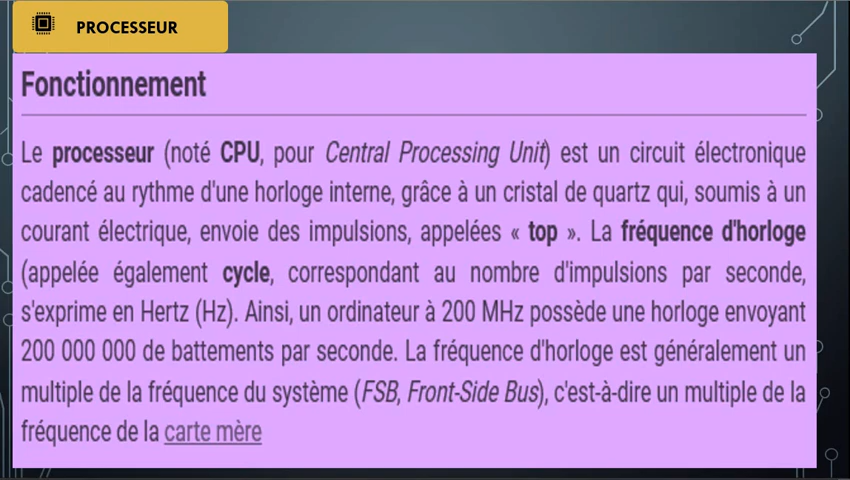 PROCESSEUR
Fonctionnement
Le processeur (noté CPU, pour Central Processing Unit) est un circuit électronique
cadencé au rythme d'une horloge interne, grâce à un cristal de quartz qui, soumis à un
courant électrique, envoie des impulsions, appelées « top ». La fréquence d'horloge
(appelée également cycle, correspondant au nombre d'impulsions par seconde,
s'exprime en Hertz (Hz). Ainsi, un ordinateur à 200 MHz possède une horloge envoyant
200 000 000 de battements par seconde. La fréquence d'horloge est généralement un
multiple de la fréquence du système (FSB, Front-Side Bus), c'est-à-dire un multiple de la
fréquence de la carte mère